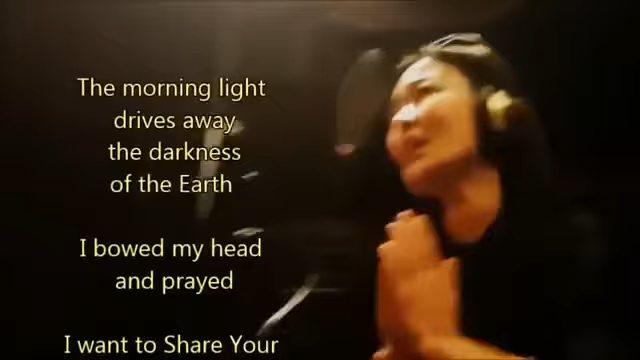 The morning light
drives away
the darkness
of the Earth
I bowed my head
and prayed
I want to Share Your